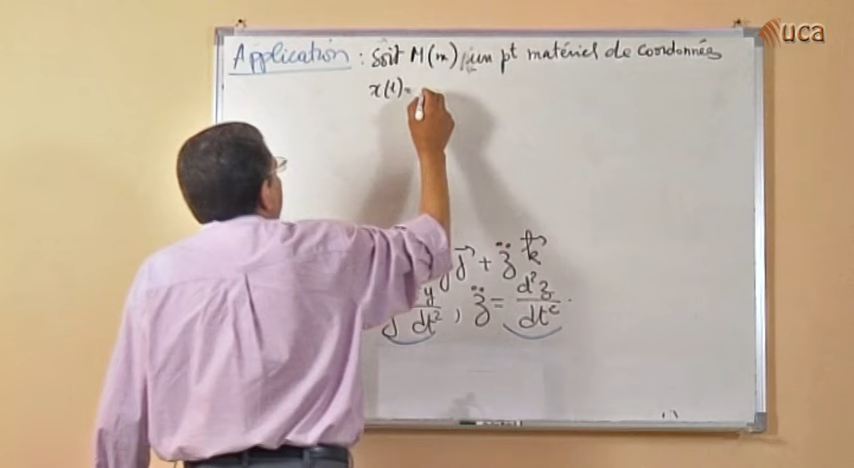 uca
Application : Soit M(m), un pt matériel de coordonnées
x(t)=
j⃗ + z̈ k⃗
y/dt², z̈ = d²z/dt².